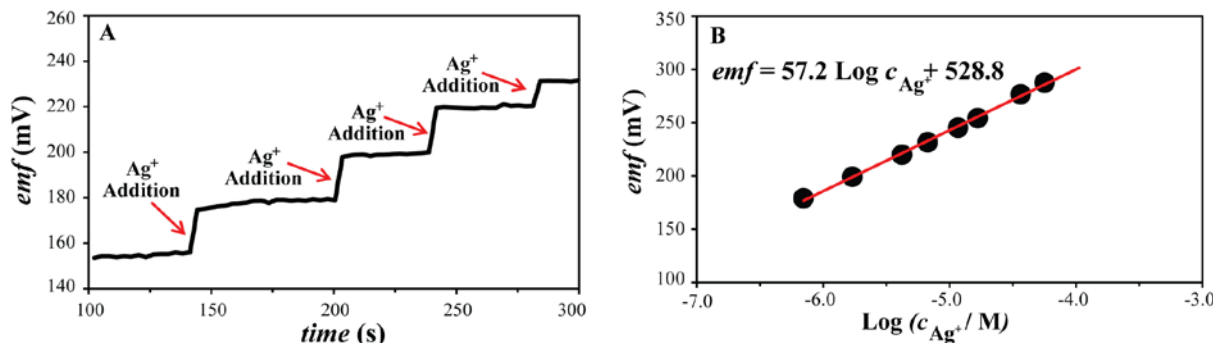 A
260
240
220
200
180
160
140
emf (mV)
Ag⁺
Addition
Ag⁺
Addition
Ag⁺
Addition
Ag⁺
Addition
100
150
200
250
300
time (s)
B
emf = 57.2 Log c Ag⁺ + 528.8
350
300
250
200
150
100
emf (mV)
-7.0
-6.0
-5.0
-4.0
-3.0
Log (c Ag⁺ / M)